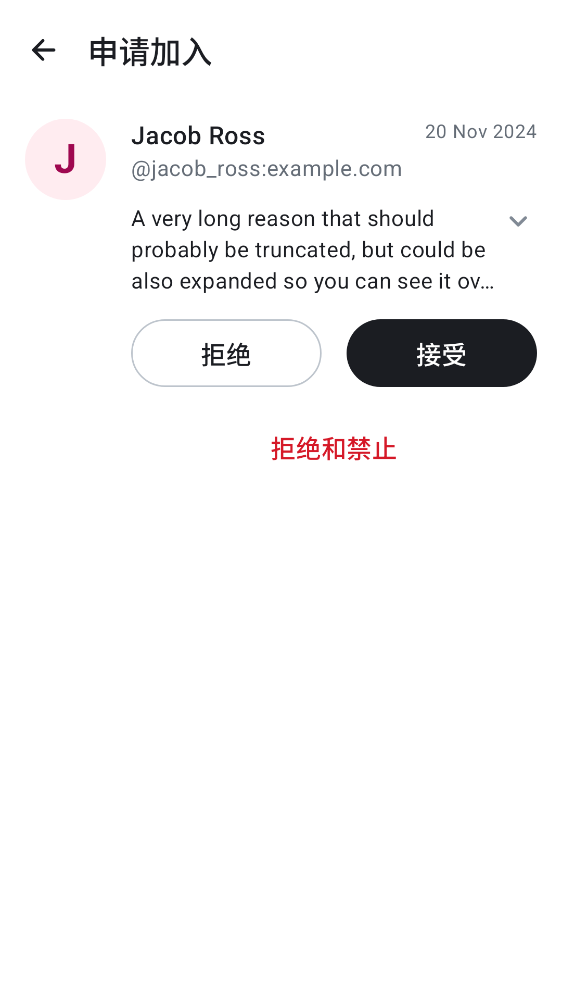 申请加入
J
Jacob Ross
20 Nov 2024
@jacob_ross:example.com
A very long reason that should
probably be truncated, but could be
also expanded so you can see it ov…
拒绝
接受
拒绝和禁止